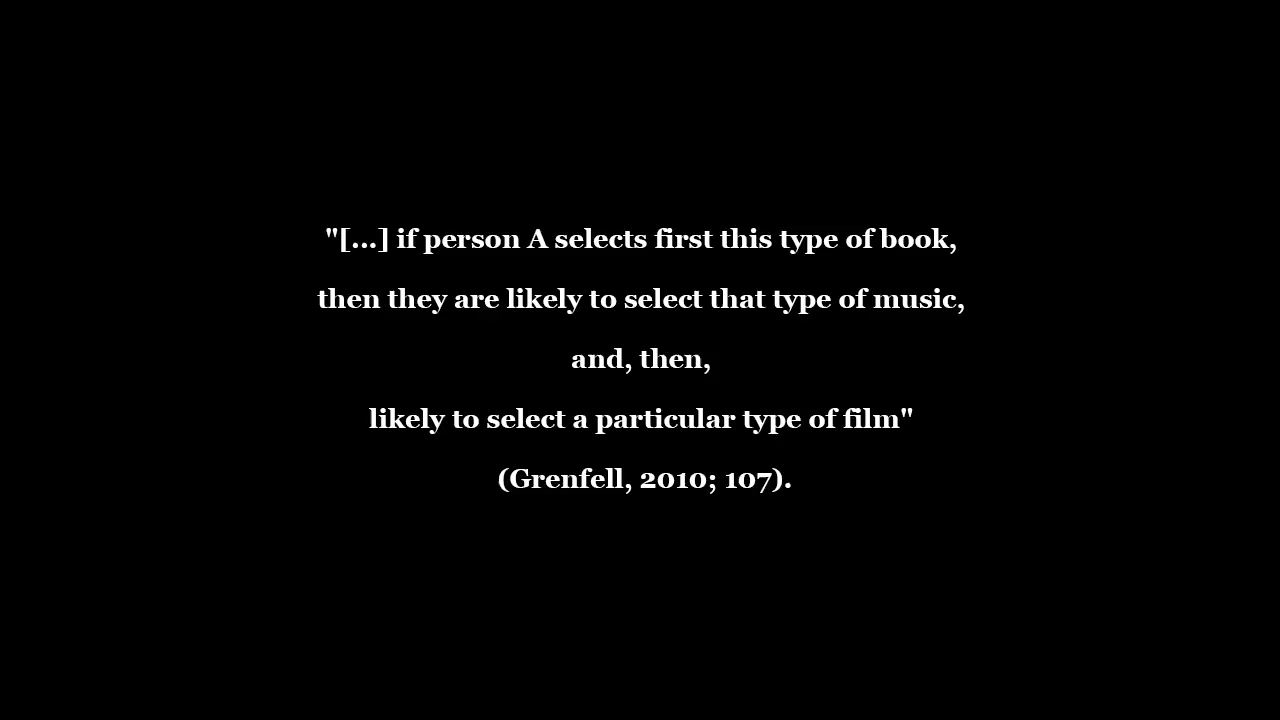 "[...] if person A selects first this type of book,
then they are likely to select that type of music,
and, then,
likely to select a particular type of film"
(Grenfell, 2010; 107).